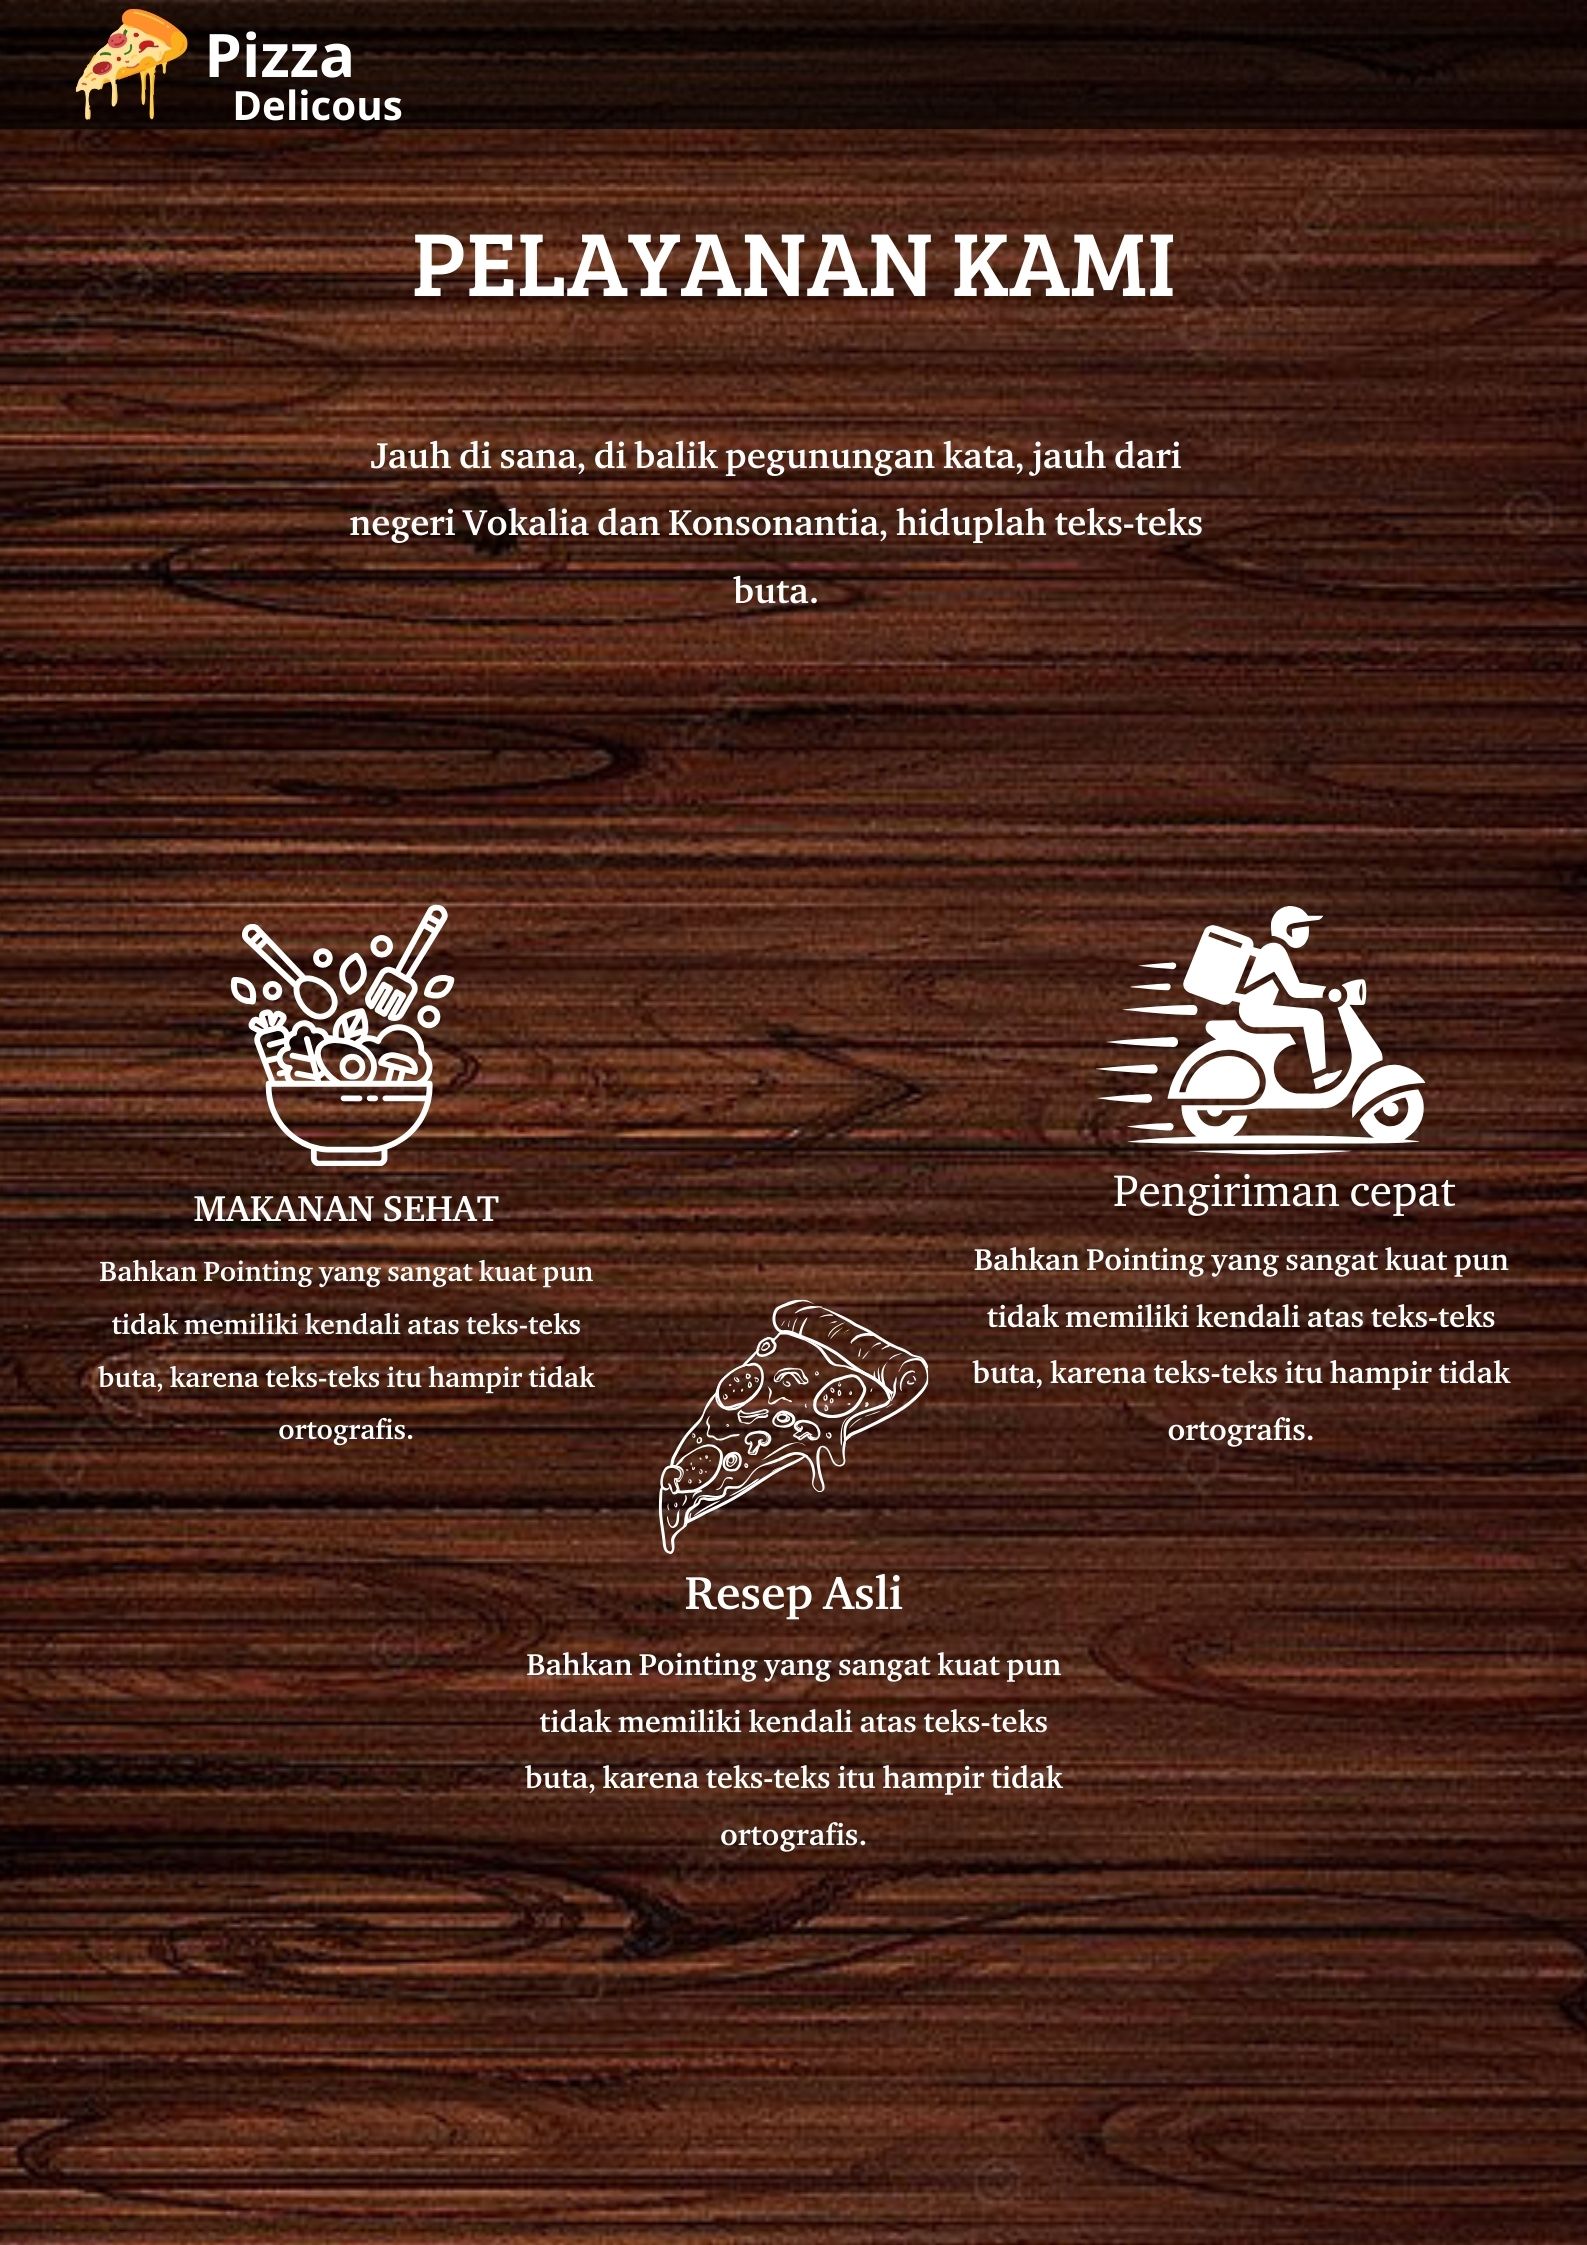 Pizza
Delicous
PELAYANAN KAMI
Jauh di sana, di balik pegunungan kata, jauh dari
negeri Vokalia dan Konsonantia, hiduplah teks-teks
buta.
MAKANAN SEHAT
Bahkan Pointing yang sangat kuat pun
tidak memiliki kendali atas teks-teks
buta, karena teks-teks itu hampir tidak
ortografis.
Pengiriman cepat
Bahkan Pointing yang sangat kuat pun
tidak memiliki kendali atas teks-teks
buta, karena teks-teks itu hampir tidak
ortografis.
Resep Asli
Bahkan Pointing yang sangat kuat pun
tidak memiliki kendali atas teks-teks
buta, karena teks-teks itu hampir tidak
ortografis.